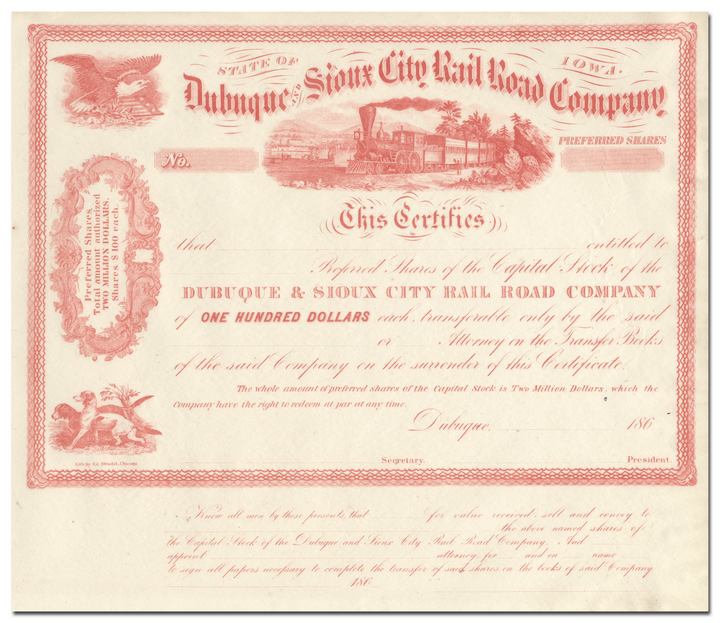 STATE OF IOWA.
Dubuque AND Sioux City Rail Road Company
PREFERRED SHARES
No.
Preferred Shares
Total amount authorized
TWO MILLION DOLLARS.
Shares $100 each.
This Certifies
that entitled to
Preferred Shares of the Capital Stock of the
DUBUQUE & SIOUX CITY RAIL ROAD COMPANY
of ONE HUNDRED DOLLARS each, transferable only by the said
or Attorney on the Transfer Books
of the said Company on the surrender of this Certificate.
The whole amount of preferred shares of the Capital Stock is Two Million Dollars, which the
Company have the right to redeem at par at any time.
Dubuque, 186
Secretary. President.
Lith. by Ed. Mendel, Chicago
Know all men by these presents, that for value received, sell and convey to
the above named shares of
the Capital Stock of the Dubuque and Sioux City Rail Road Company. And
appoint attorney for and in name
to sign all papers necessary to complete the transfer of such shares in the books of said Company
186